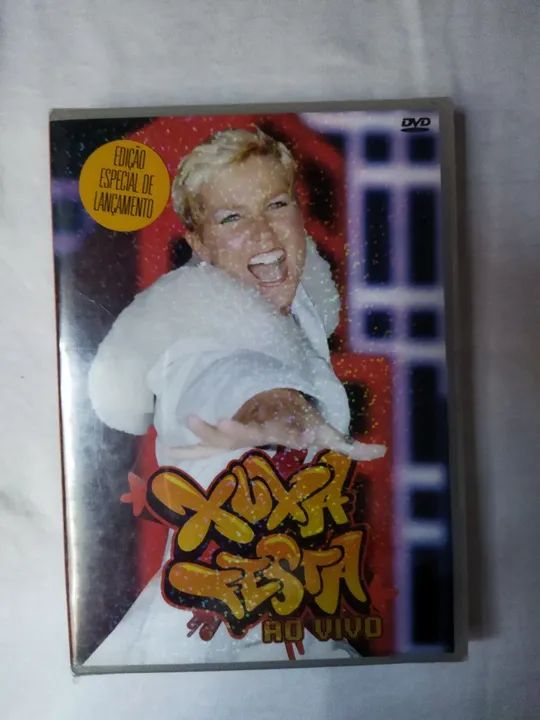 DVD
EDIÇÃO
ESPECIAL DE
LANÇAMENTO
XUXA
FESTA
AO VIVO